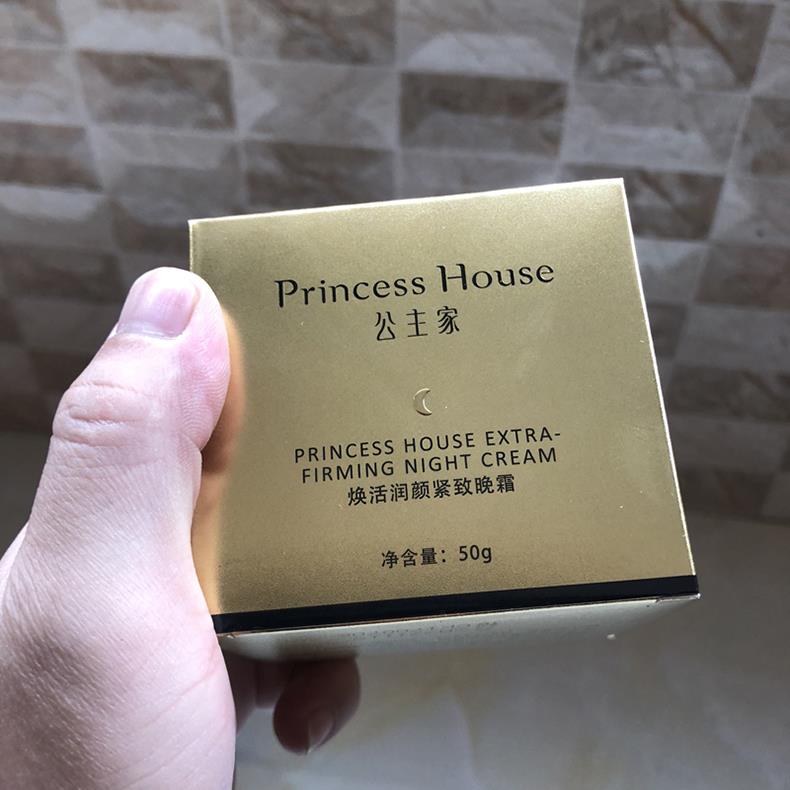 Princess House
公主家
PRINCESS HOUSE EXTRA-
FIRMING NIGHT CREAM
焕活润颜紧致晚霜
净含量：50g